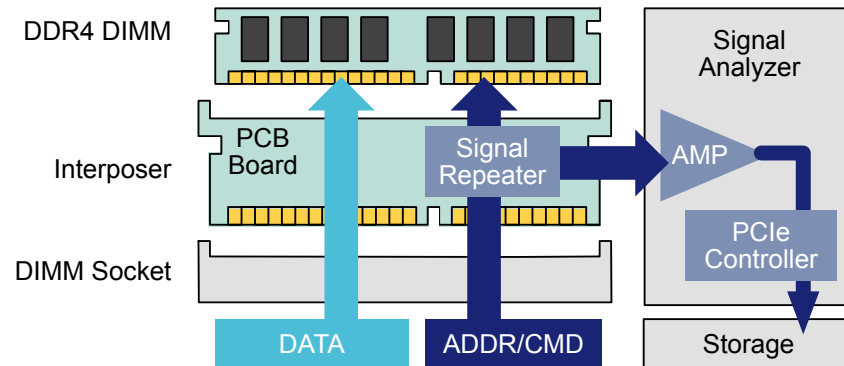 DDR4 DIMM
Signal
Analyzer
PCB
Board
Interposer
Signal
Repeater
AMP
PCIe
Controller
DIMM Socket
DATA
ADDR/CMD
Storage